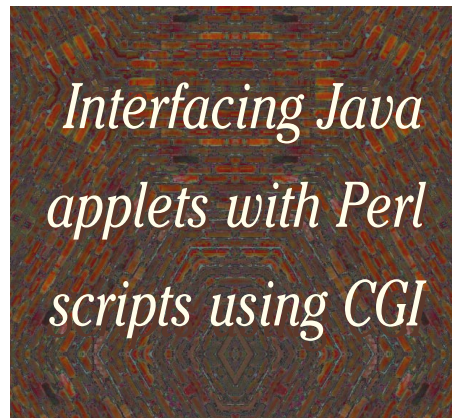 Interfacing Java
applets with Perl
scripts using CGI